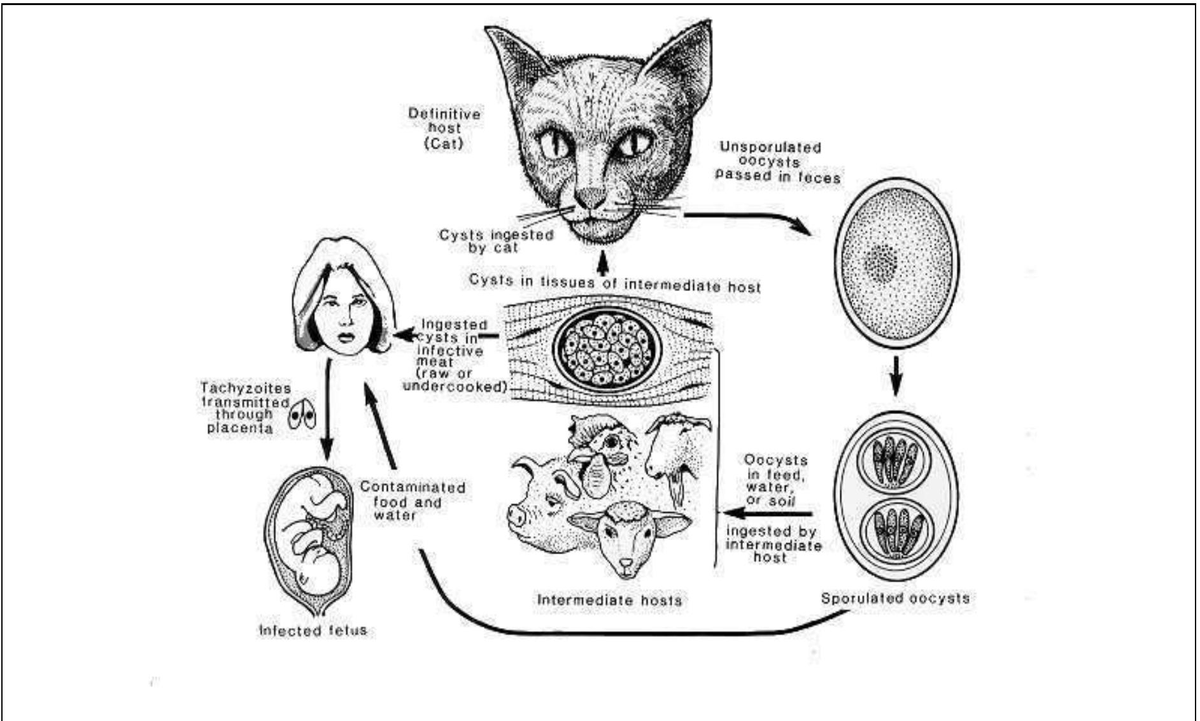 Definitive
host
(Cat)
Unsporulated
oocysts
passed in feces
Cysts ingested
by cat
Cysts in tissues of intermediate host
Ingested
cysts in
infective
meat
(raw or
undercooked)
Tachyzoites
transmitted
through
placenta
Contaminated
food and
water
Oocysts
in feed,
water,
or soil
ingested by
intermediate
host
Infected fetus
Intermediate hosts
Sporulated oocysts